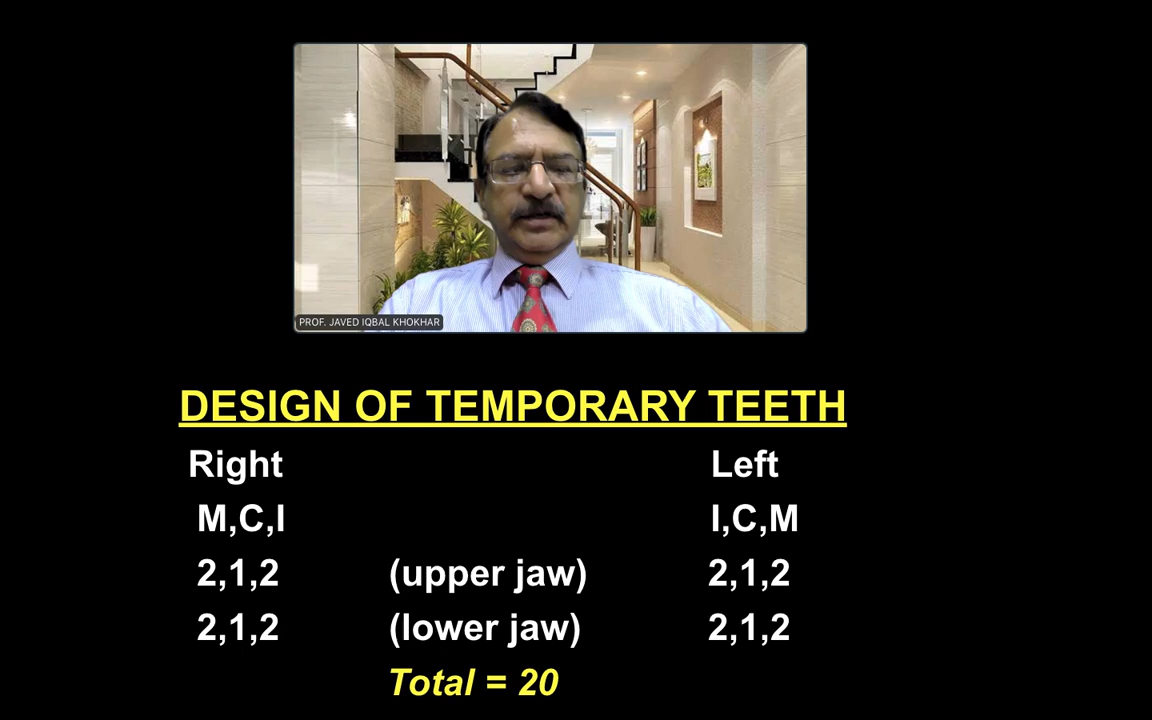 PROF. JAVED IQBAL KHOKHAR
DESIGN OF TEMPORARY TEETH
Right Left
M,C,I I,C,M
2,1,2 (upper jaw) 2,1,2
2,1,2 (lower jaw) 2,1,2
Total = 20